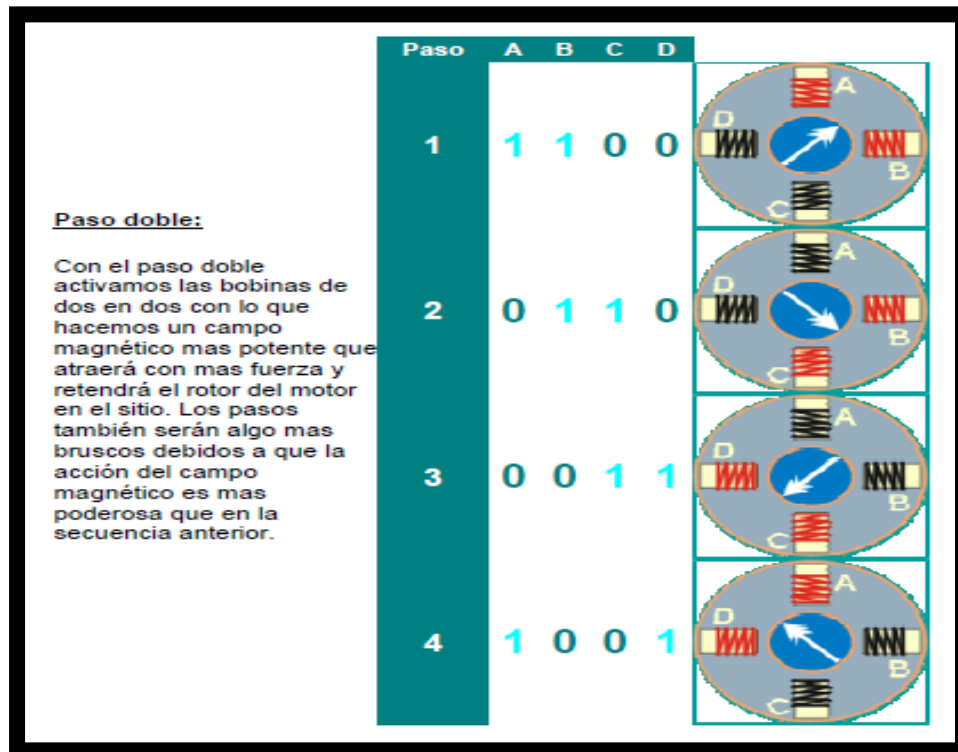 Paso A B C D
1 1 1 0 0
A
D
B
C
Paso doble:
Con el paso doble
activamos las bobinas de
dos en dos con lo que
hacemos un campo
magnético mas potente que
atraerá con mas fuerza y
retendrá el rotor del motor
en el sitio. Los pasos
también serán algo mas
bruscos debidos a que la
acción del campo
magnético es mas
poderosa que en la
secuencia anterior.
2 0 1 1 0
A
D
B
C
3 0 0 1 1
A
D
B
C
4 1 0 0 1
A
D
B
C